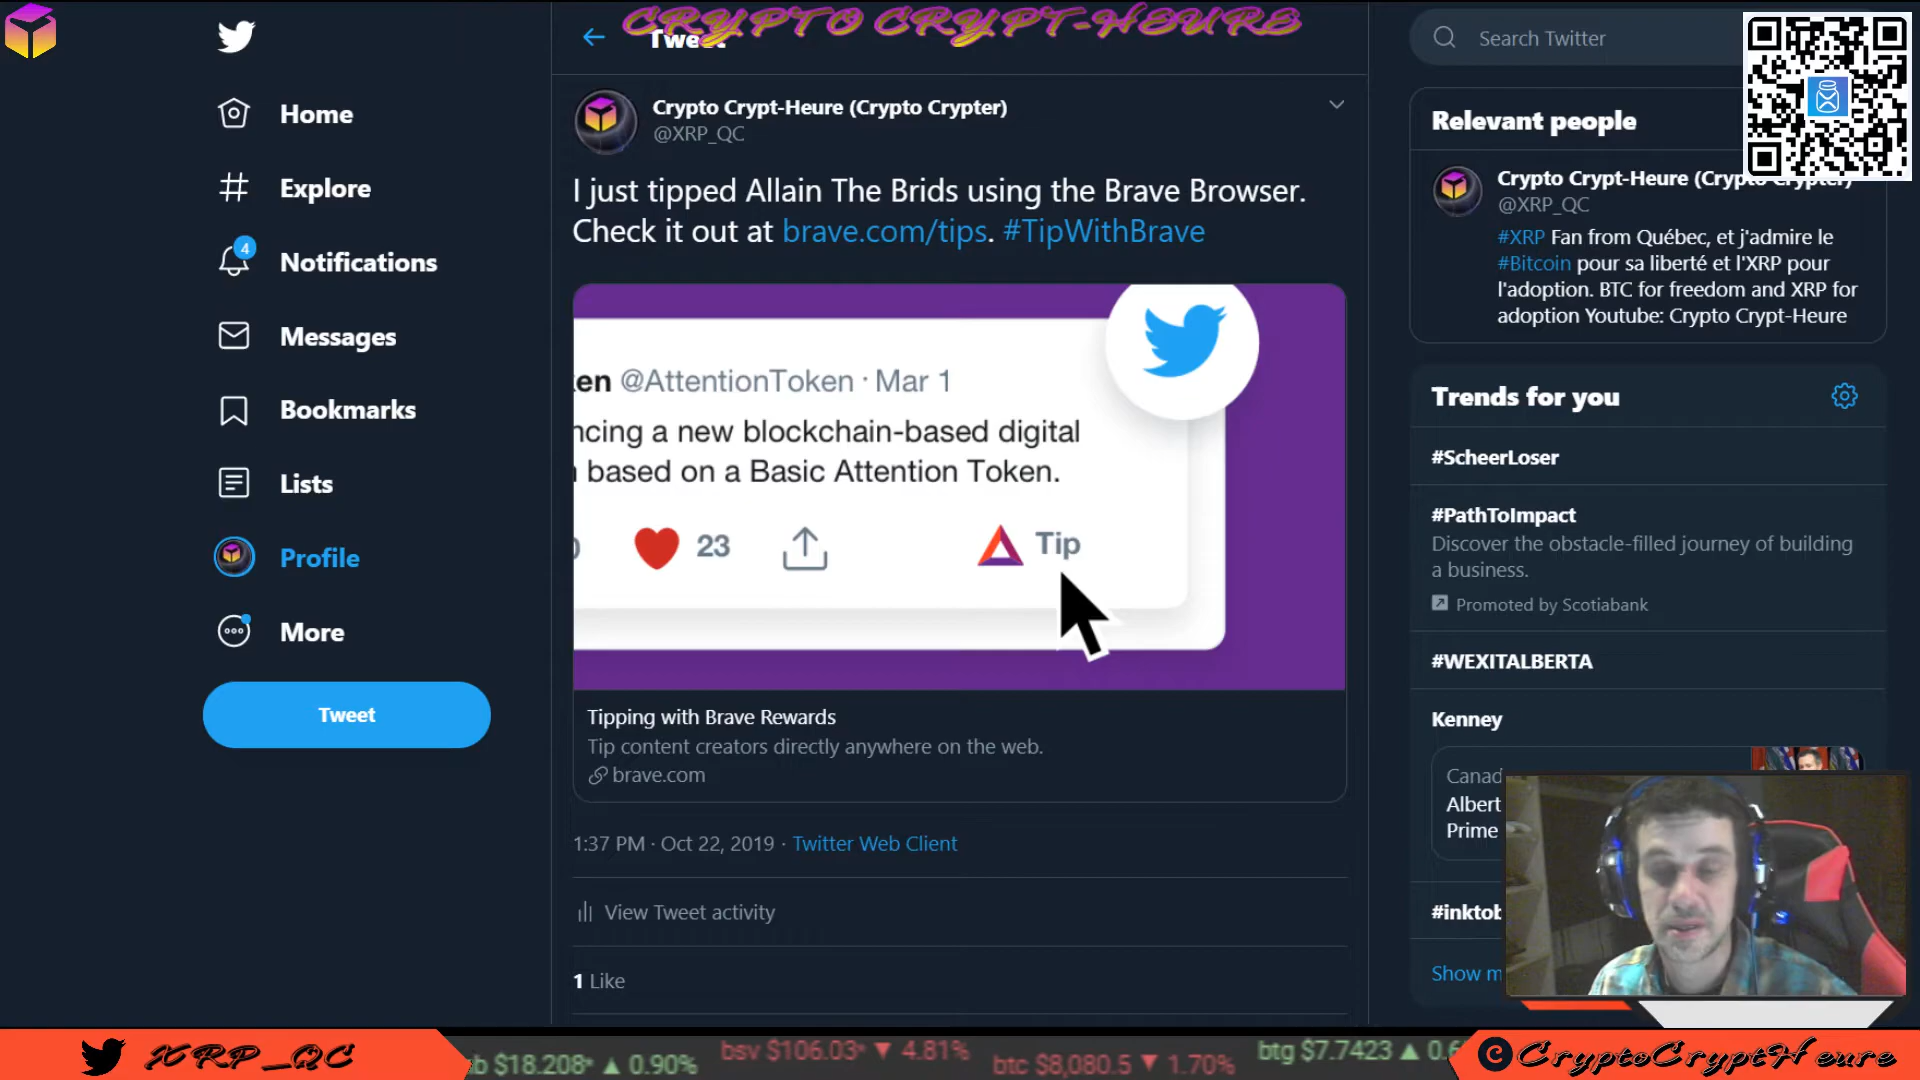 CRYPTO CRYPT-HEURE
Tweet
Search Twitter
Home
Explore
4
Notifications
Messages
Bookmarks
Lists
Profile
More
Tweet
Crypto Crypt-Heure (Crypto Crypter)
@XRP_QC
I just tipped Allain The Brids using the Brave Browser.
Check it out at brave.com/tips. #TipWithBrave
en @AttentionToken · Mar 1
ncing a new blockchain-based digital
based on a Basic Attention Token.
23
Tip
Tipping with Brave Rewards
Tip content creators directly anywhere on the web.
brave.com
1:37 PM · Oct 22, 2019 · Twitter Web Client
View Tweet activity
1 Like
Relevant people
Crypto Crypt-Heure (Crypto Crypter)
@XRP_QC
#XRP Fan from Québec, et j'admire le
#Bitcoin pour sa liberté et l'XRP pour
l'adoption. BTC for freedom and XRP for
adoption Youtube: Crypto Crypt-Heure
Trends for you
#ScheerLoser
#PathToImpact
Discover the obstacle-filled journey of building
a business.
Promoted by Scotiabank
#WEXITALBERTA
Kenney
Canad
Albert
Prime
#inktob
Show m
XRP_QC
b $18.208 ▲ 0.90%
bsv $106.03 ▼ 4.81%
btc $8,080.5 ▼ 1.70%
btg $7.7423 ▲ 0.
CryptoCryptHeure